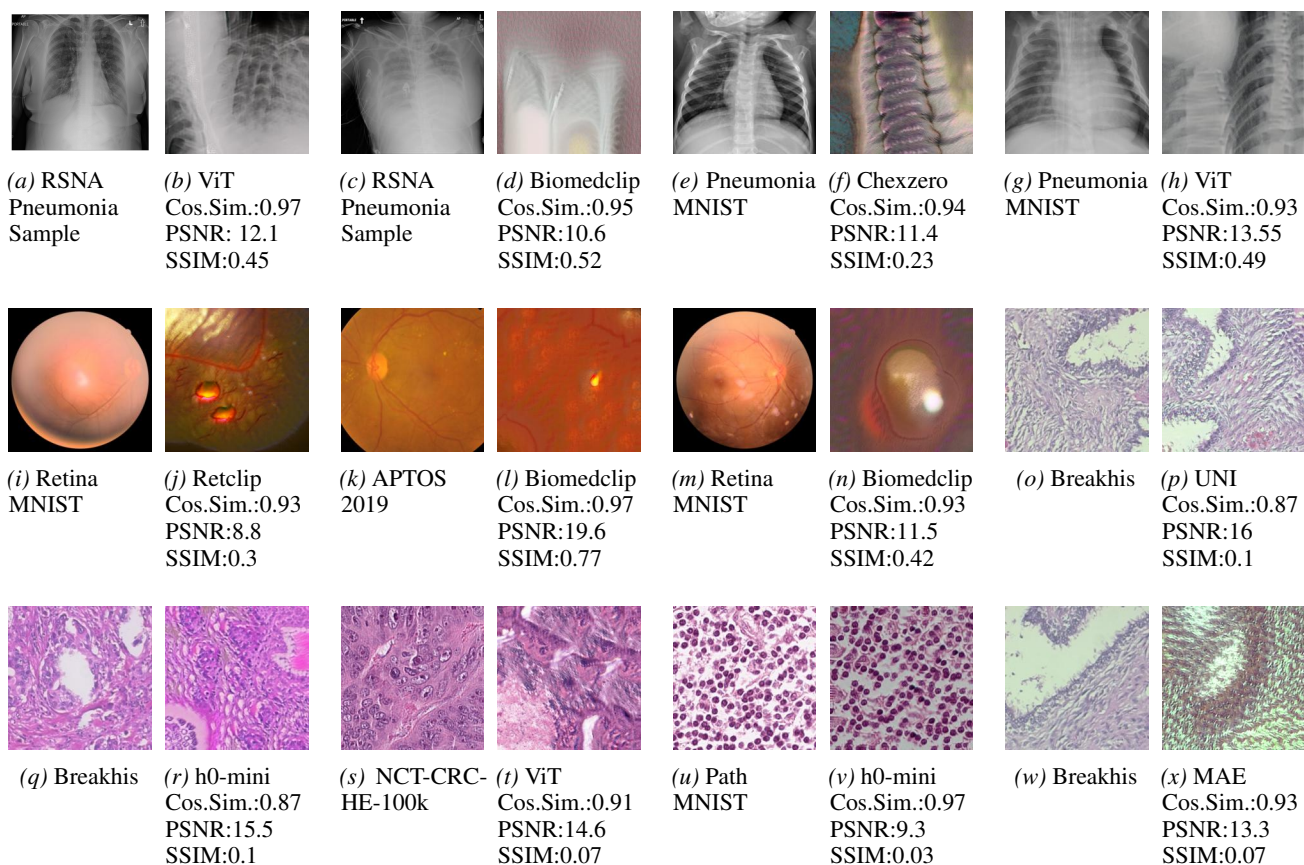 PORTABLE
AP
L
PORTABLE
AP
(a) RSNA
Pneumonia
Sample
(b) ViT
Cos.Sim.:0.97
PSNR: 12.1
SSIM:0.45
(c) RSNA
Pneumonia
Sample
(d) Biomedclip
Cos.Sim.:0.95
PSNR:10.6
SSIM:0.52
(e) Pneumonia
MNIST
(f) Chexzero
Cos.Sim.:0.94
PSNR:11.4
SSIM:0.23
(g) Pneumonia
MNIST
(h) ViT
Cos.Sim.:0.93
PSNR:13.55
SSIM:0.49
(i) Retina
MNIST
(j) Retclip
Cos.Sim.:0.93
PSNR:8.8
SSIM:0.3
(k) APTOS
2019
(l) Biomedclip
Cos.Sim.:0.97
PSNR:19.6
SSIM:0.77
(m) Retina
MNIST
(n) Biomedclip
Cos.Sim.:0.93
PSNR:11.5
SSIM:0.42
(o) Breakhis
(p) UNI
Cos.Sim.:0.87
PSNR:16
SSIM:0.1
(q) Breakhis
(r) h0-mini
Cos.Sim.:0.87
PSNR:15.5
SSIM:0.1
(s) NCT-CRC-
HE-100k
(t) ViT
Cos.Sim.:0.91
PSNR:14.6
SSIM:0.07
(u) Path
MNIST
(v) h0-mini
Cos.Sim.:0.97
PSNR:9.3
SSIM:0.03
(w) Breakhis
(x) MAE
Cos.Sim.:0.93
PSNR:13.3
SSIM:0.07